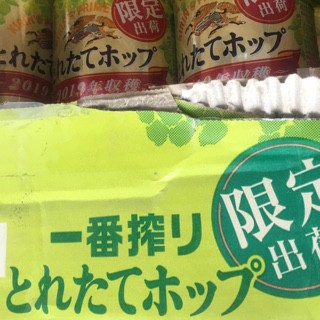 限定
出荷
とれたてホップ
2019年収穫
一番搾り
とれたてホップ
限定
出荷